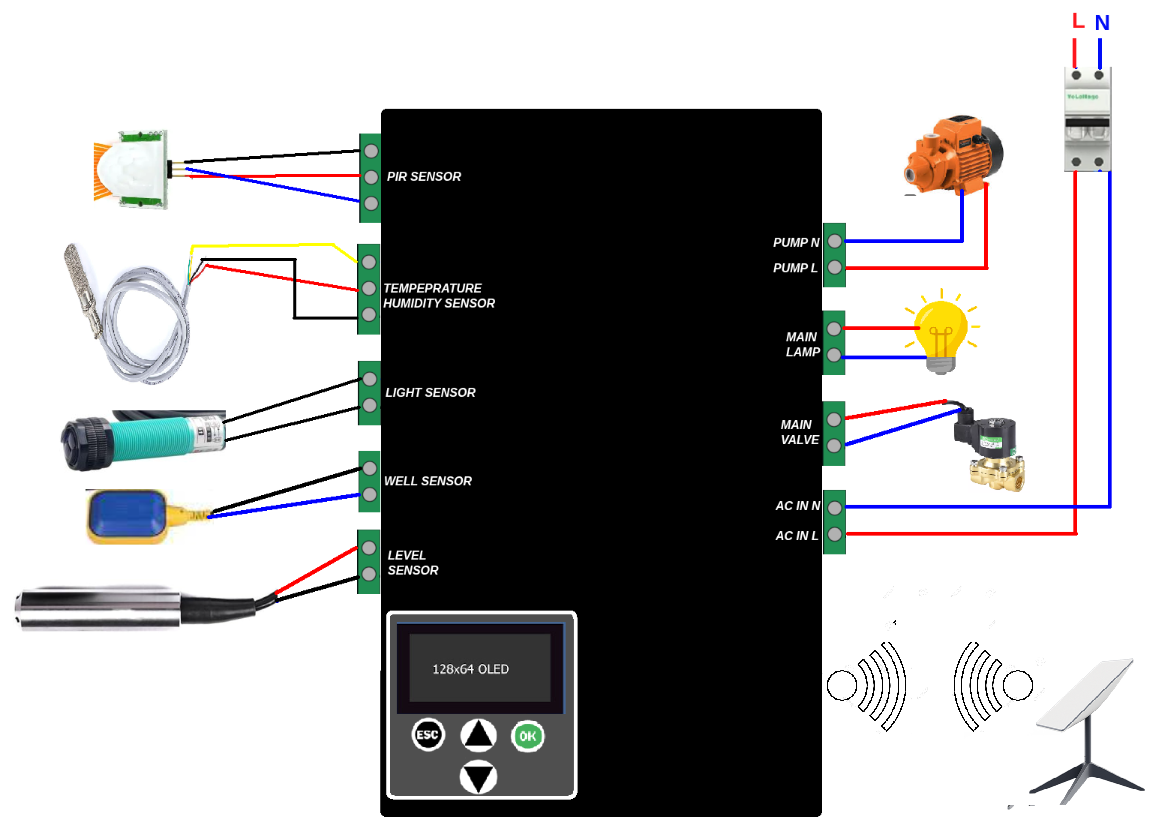 L N
PIR SENSOR
TEMPEPRATURE
HUMIDITY SENSOR
LIGHT SENSOR
WELL SENSOR
LEVEL
SENSOR
128x64 OLED
ESC
OK
PUMP N
PUMP L
MAIN
LAMP
MAIN
VALVE
AC IN N
AC IN L